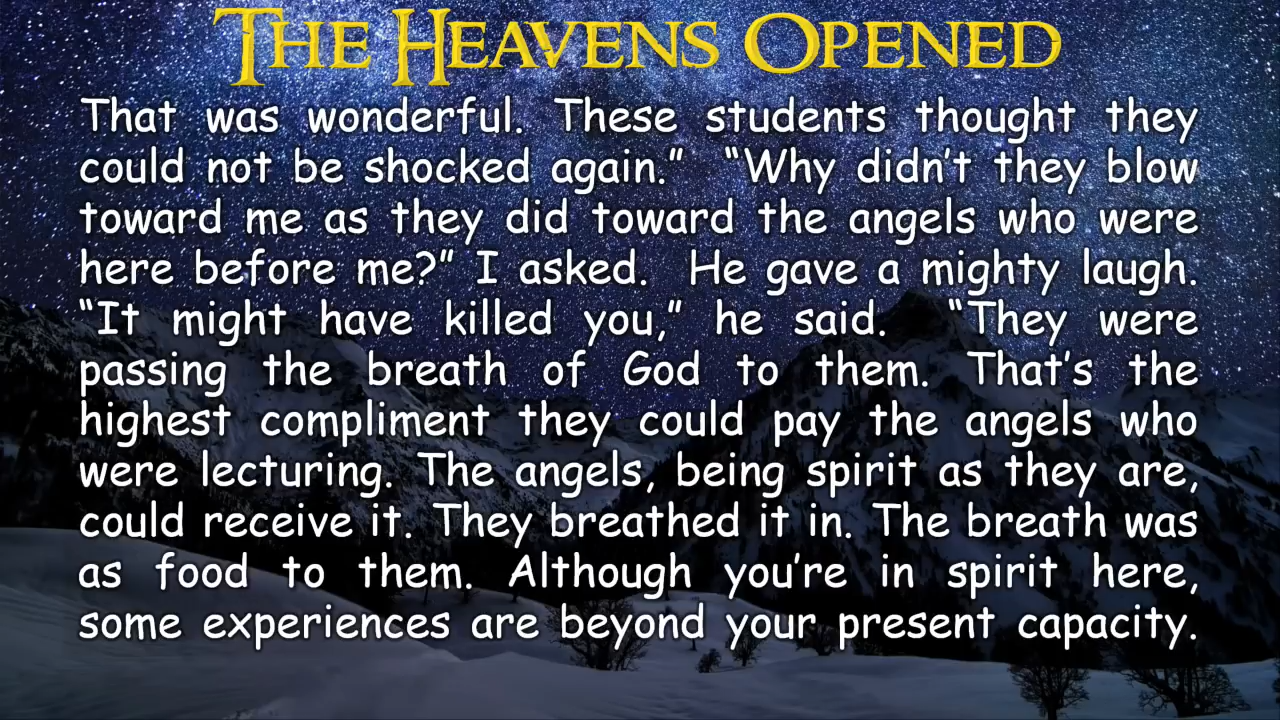 THE HEAVENS OPENED
That was wonderful. These students thought they
could not be shocked again.” “Why didn’t they blow
toward me as they did toward the angels who were
here before me?” I asked. He gave a mighty laugh.
“It might have killed you,” he said. “They were
passing the breath of God to them. That’s the
highest compliment they could pay the angels who
were lecturing. The angels, being spirit as they are,
could receive it. They breathed it in. The breath was
as food to them. Although you’re in spirit here,
some experiences are beyond your present capacity.